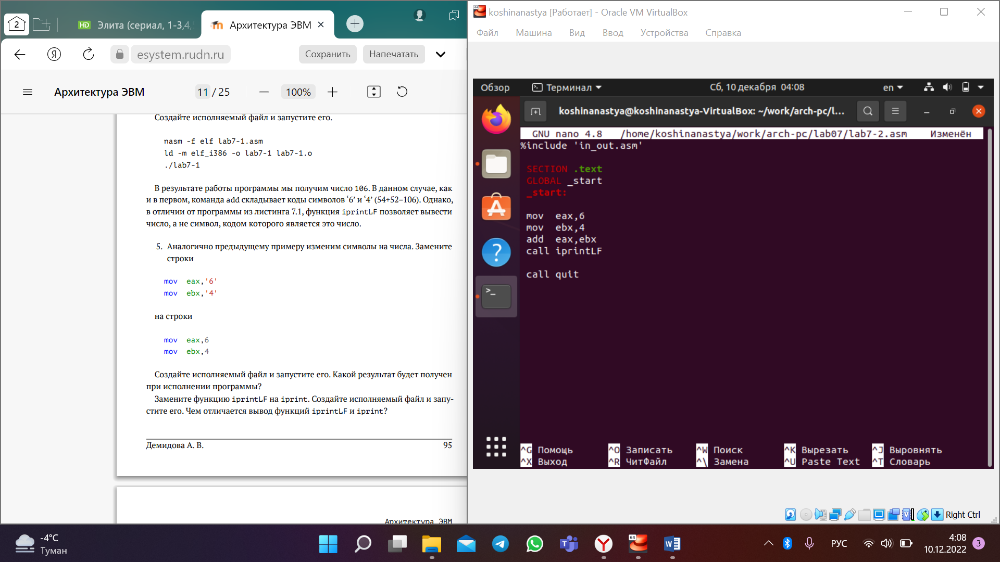 2
HD Элита (сериал, 1-3,4,
Архитектура ЭВМ
esystem.rudn.ru
Сохранить
Напечатать
Архитектура ЭВМ
11 / 25
100%
Создайте исполняемый файл и запустите его.
nasm -f elf lab7-1.asm
ld -m elf_i386 -o lab7-1 lab7-1.o
./lab7-1
В результате работы программы мы получим число 106. В данном случае, как
и в первом, команда add складывает коды символов ‘6’ и ‘4’ (54+52=106). Однако,
в отличии от программы из листинга 7.1, функция iprintLF позволяет вывести
число, а не символ, кодом которого является это число.
5. Аналогично предыдущему примеру изменим символы на числа. Замените
строки
mov eax,'6'
mov ebx,'4'
на строки
mov eax,6
mov ebx,4
Создайте исполняемый файл и запустите его. Какой результат будет получен
при исполнении программы?
Замените функцию iprintLF на iprint. Создайте исполняемый файл и запу-
стите его. Чем отличается вывод функций iprintLF и iprint?
Демидова А. В. 95
Архитектура ЭВМ
koshinanastya [Работает] - Oracle VM VirtualBox
Файл Машина Вид Ввод Устройства Справка
Обзор Терминал Сб, 10 декабря 04:08 en
koshinanastya@koshinanastya-VirtualBox: ~/work/arch-pc/l...
GNU nano 4.8 /home/koshinanastya/work/arch-pc/lab07/lab7-2.asm Изменён
%include 'in_out.asm'
SECTION .text
GLOBAL _start
_start:
mov eax,6
mov ebx,4
add eax,ebx
call iprintLF
call quit
^G Помощь ^O Записать ^W Поиск ^K Вырезать ^J Выровнять
^X Выход ^R ЧитФайл ^\ Замена ^U Paste Text ^T Словарь
Right Ctrl
-4°C
Туман
64
РУС
4:08
10.12.2022
3